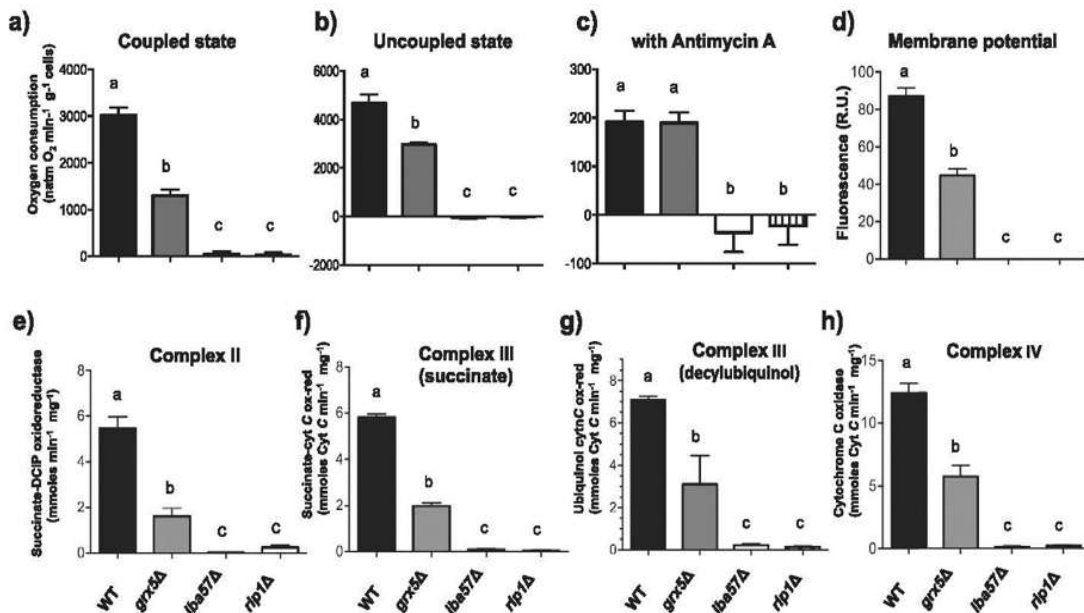 a)
Coupled state
Oxygen consumption
(natm O₂ min⁻¹ g⁻¹ cells)
4000
3000
2000
1000
0
a
b
c
c
b)
Uncoupled state
6000
4000
2000
0
-2000
a
b
c
c
c)
with Antimycin A
300
200
100
0
-100
a
a
b
b
d)
Membrane potential
Fluorescence (R.U.)
100
80
60
40
20
0
a
b
c
c
e)
Complex II
Succinate-DCIP oxidoreductase
(mmoles min⁻¹ mg⁻¹)
8
6
4
2
0
a
b
c
c
WT
grx5Δ
iba57Δ
rip1Δ
f)
Complex III
(succinate)
Succinate-cyt C ox-red
(mmoles Cyt C min⁻¹ mg⁻¹)
8
6
4
2
0
a
b
c
c
WT
grx5Δ
iba57Δ
rip1Δ
g)
Complex III
(decylubiquinol)
Ubiquinol cytnC ox-red
(mmoles Cyt C min⁻¹ mg⁻¹)
8
6
4
2
0
a
b
c
c
WT
grx5Δ
iba57Δ
rip1Δ
h)
Complex IV
Cytochrome C oxidase
(mmoles Cyt C min⁻¹ mg⁻¹)
15
10
5
0
a
b
c
c
WT
grx5Δ
iba57Δ
rip1Δ